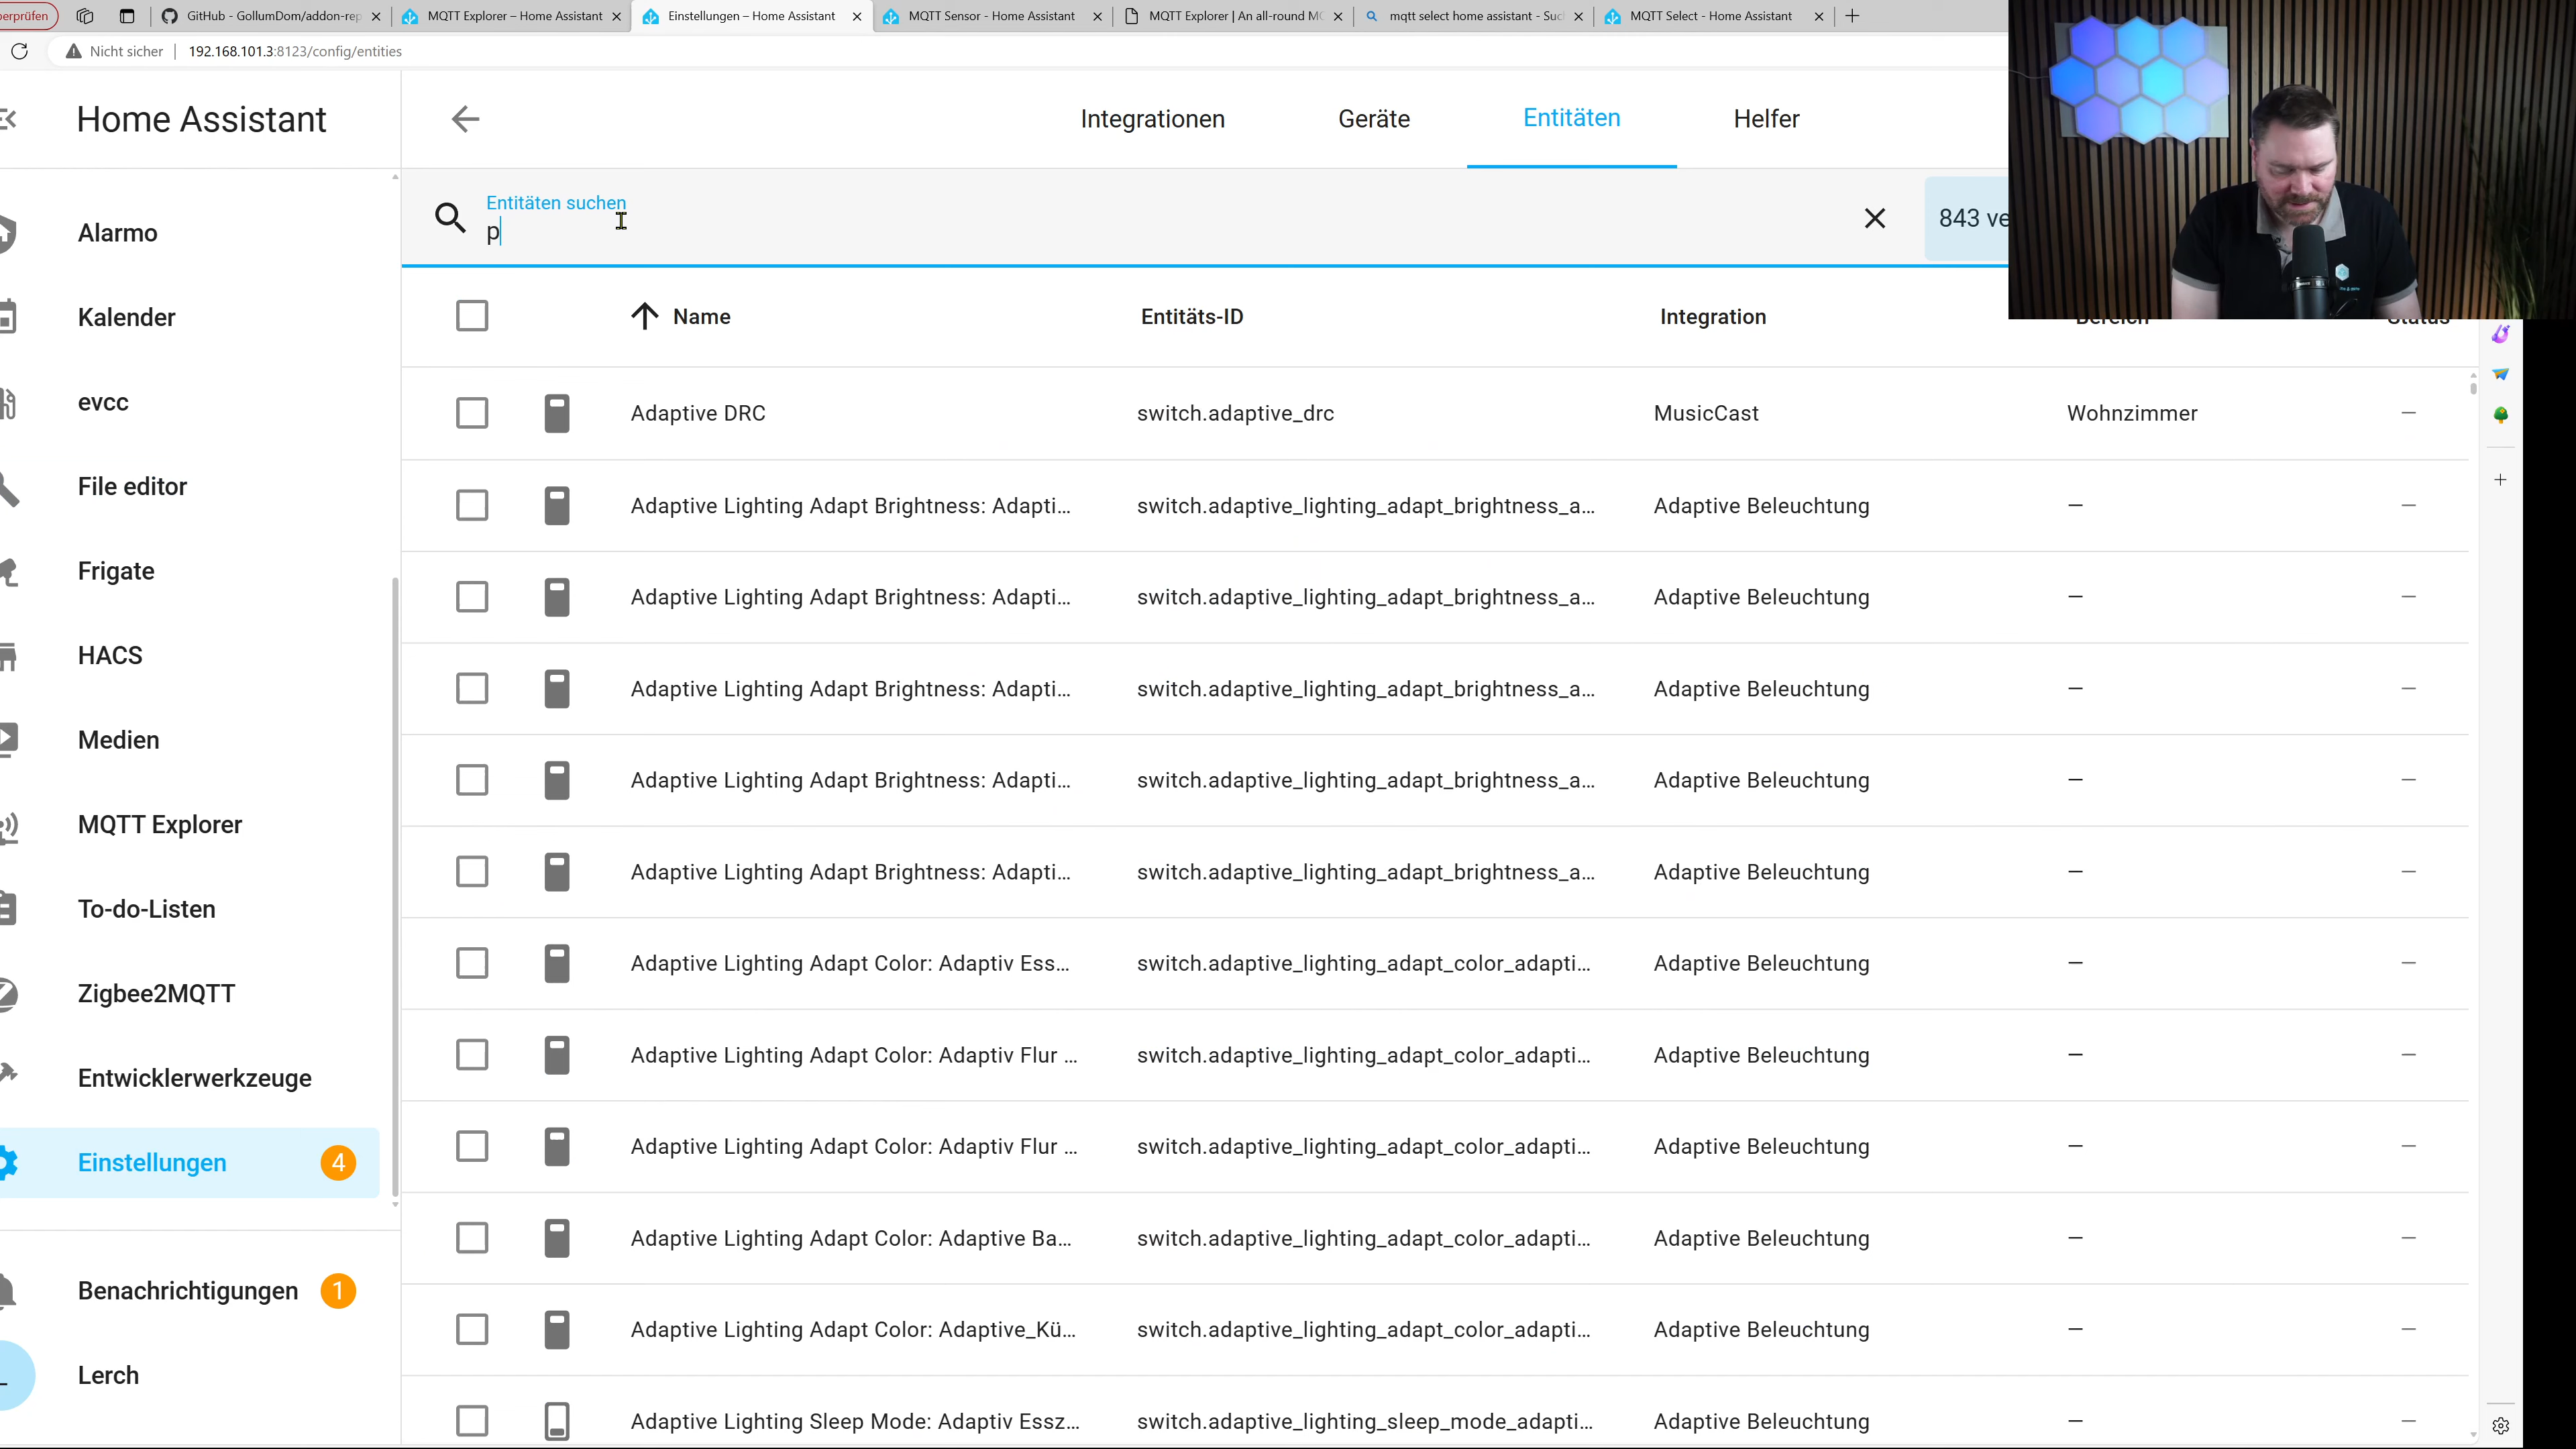 erprüfen
GitHub - GollumDom/addon-rep
MQTT Explorer – Home Assistant
Einstellungen – Home Assistant
MQTT Sensor - Home Assistant
MQTT Explorer | An all-round MQ
mqtt select home assistant - Suc
MQTT Select - Home Assistant
Nicht sicher
192.168.101.3:8123/config/entities
Home Assistant
Integrationen
Geräte
Entitäten
Helfer
Alarmo
Kalender
evcc
File editor
Frigate
HACS
Medien
MQTT Explorer
To-do-Listen
Zigbee2MQTT
Entwicklerwerkzeuge
Einstellungen 4
Benachrichtigungen 1
Lerch
Entitäten suchen
p
843 ve
Name Entitäts-ID Integration Bereich Status
Adaptive DRC switch.adaptive_drc MusicCast Wohnzimmer —
Adaptive Lighting Adapt Brightness: Adapti... switch.adaptive_lighting_adapt_brightness_a... Adaptive Beleuchtung — —
Adaptive Lighting Adapt Brightness: Adapti... switch.adaptive_lighting_adapt_brightness_a... Adaptive Beleuchtung — —
Adaptive Lighting Adapt Brightness: Adapti... switch.adaptive_lighting_adapt_brightness_a... Adaptive Beleuchtung — —
Adaptive Lighting Adapt Brightness: Adapti... switch.adaptive_lighting_adapt_brightness_a... Adaptive Beleuchtung — —
Adaptive Lighting Adapt Brightness: Adapti... switch.adaptive_lighting_adapt_brightness_a... Adaptive Beleuchtung — —
Adaptive Lighting Adapt Color: Adaptiv Ess... switch.adaptive_lighting_adapt_color_adapti... Adaptive Beleuchtung — —
Adaptive Lighting Adapt Color: Adaptiv Flur ... switch.adaptive_lighting_adapt_color_adapti... Adaptive Beleuchtung — —
Adaptive Lighting Adapt Color: Adaptiv Flur ... switch.adaptive_lighting_adapt_color_adapti... Adaptive Beleuchtung — —
Adaptive Lighting Adapt Color: Adaptive Ba... switch.adaptive_lighting_adapt_color_adapti... Adaptive Beleuchtung — —
Adaptive Lighting Adapt Color: Adaptive_Kü... switch.adaptive_lighting_adapt_color_adapti... Adaptive Beleuchtung — —
Adaptive Lighting Sleep Mode: Adaptiv Essz... switch.adaptive_lighting_sleep_mode_adapti... Adaptive Beleuchtung — —